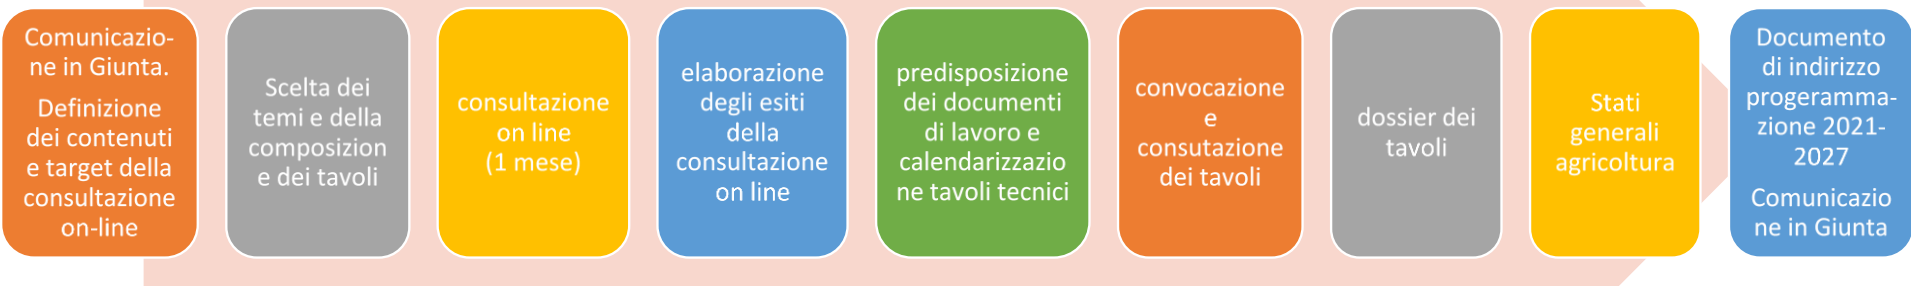 Comunicazio-
ne in Giunta.
Definizione
dei contenuti
e target della
consultazione
on-line
Scelta dei
temi e della
composizion
e dei tavoli
consultazione
on line
(1 mese)
elaborazione
degli esiti
della
consultazione
on line
predisposizione
dei documenti
di lavoro e
calendarizzazio
ne tavoli tecnici
convocazione
e
consutazione
dei tavoli
dossier dei
tavoli
Stati
generali
agricoltura
Documento
di indirizzo
progeramma-
zione 2021-
2027
Comunicazio
ne in Giunta